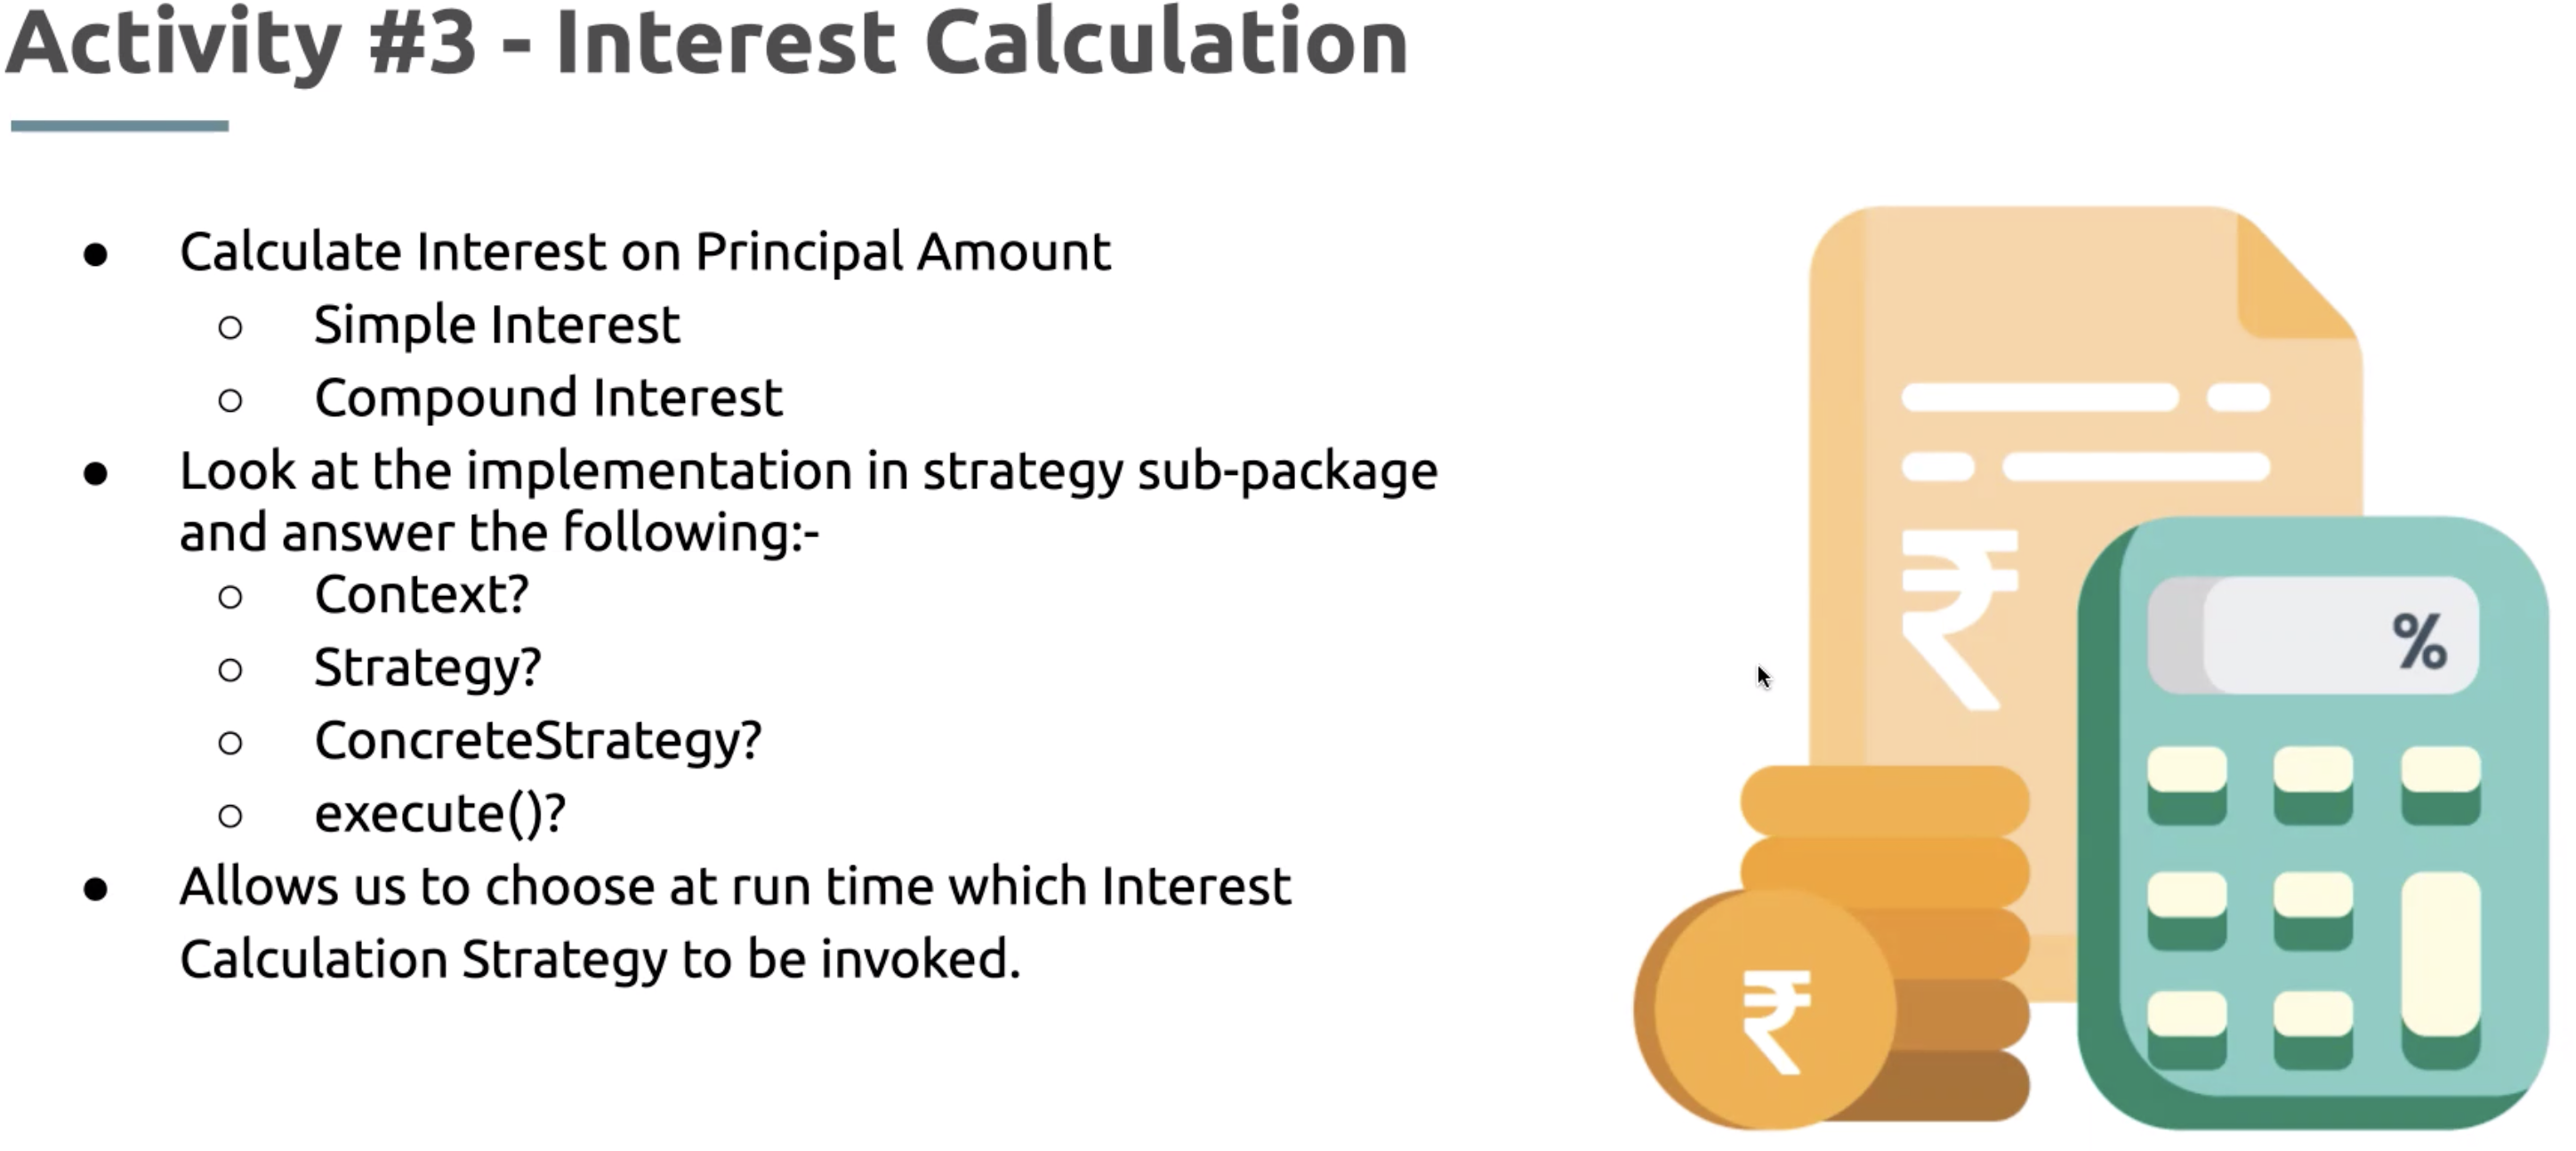 Activity #3 - Interest Calculation
● Calculate Interest on Principal Amount
○ Simple Interest
○ Compound Interest
● Look at the implementation in strategy sub-package
and answer the following:-
○ Context?
○ Strategy?
○ ConcreteStrategy?
○ execute()?
● Allows us to choose at run time which Interest
Calculation Strategy to be invoked.
₹
%
₹